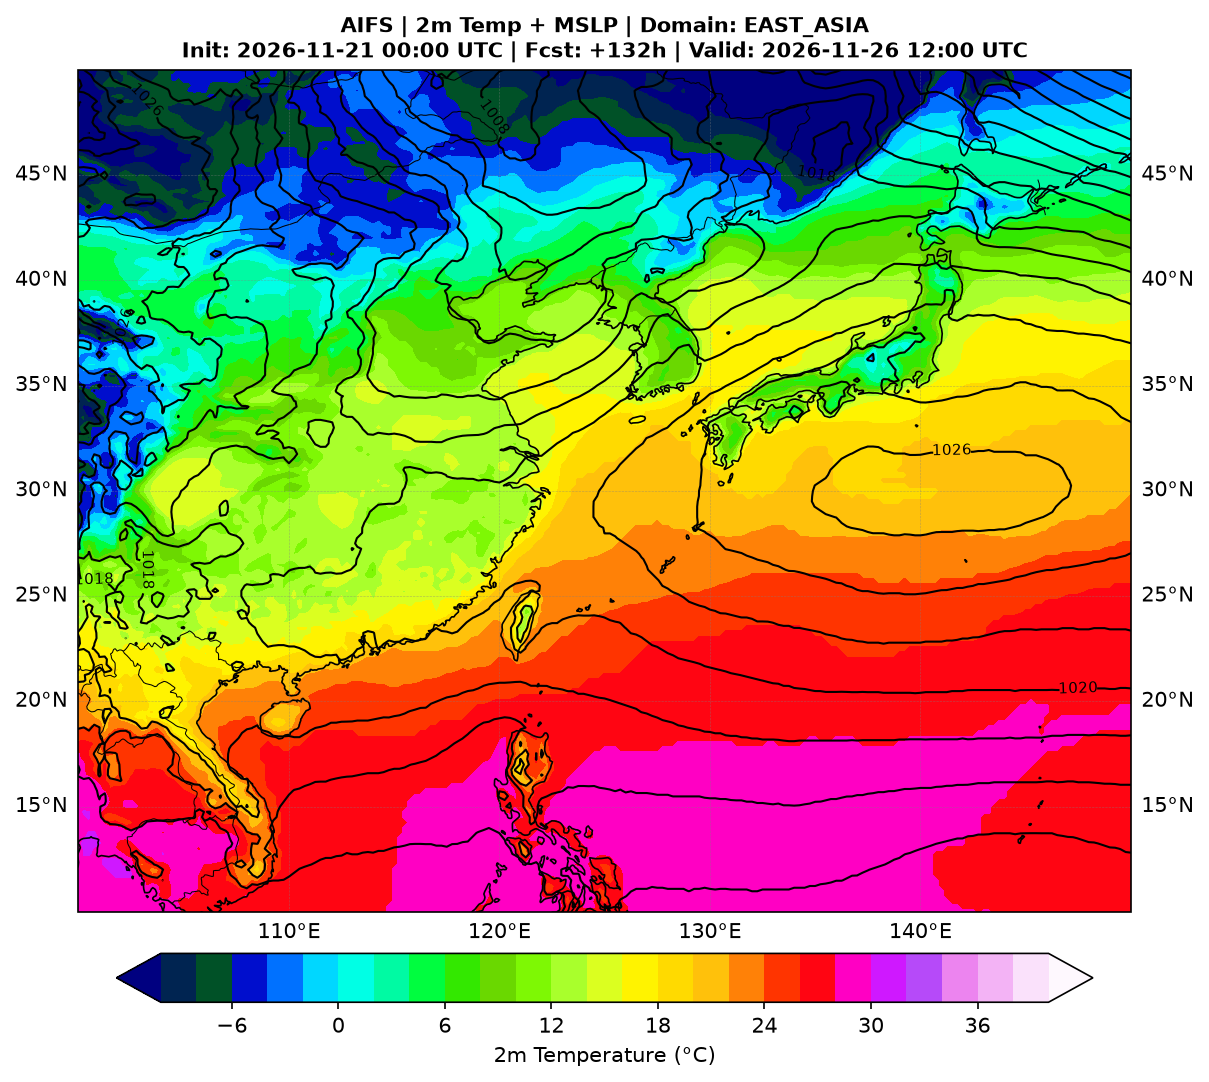 AIFS | 2m Temp + MSLP | Domain: EAST_ASIA
Init: 2026-11-21 00:00 UTC | Fcst: +132h | Valid: 2026-11-26 12:00 UTC
1026
1008
1018
45°N
45°N
40°N
40°N
1026
35°N
35°N
1026
30°N
30°N
1018
1018
25°N
25°N
1020
20°N
20°N
15°N
15°N
110°E
120°E
130°E
140°E
−6
0
6
12
18
24
30
36
2m Temperature (°C)